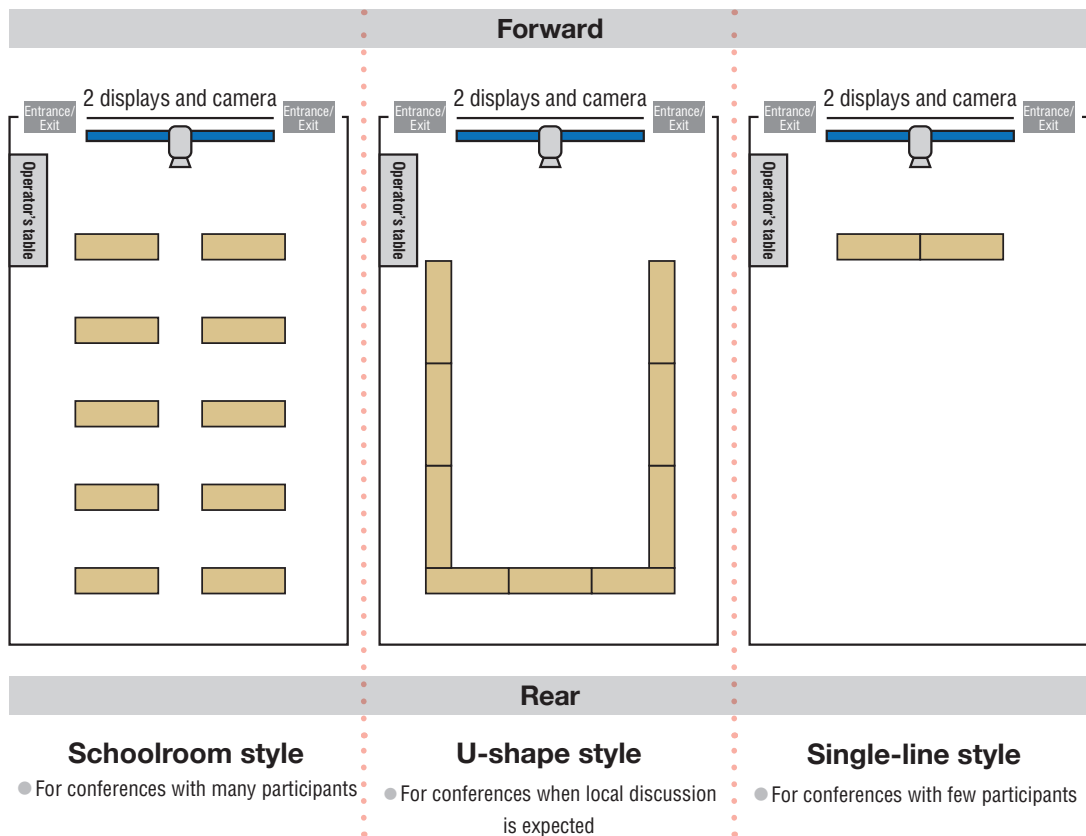 Forward
2 displays and camera
Entrance/
Exit
Entrance/
Exit
Operator's table
2 displays and camera
Entrance/
Exit
Entrance/
Exit
Operator's table
2 displays and camera
Entrance/
Exit
Entrance/
Exit
Operator's table
Rear
Schoolroom style
● For conferences with many participants
U-shape style
● For conferences when local discussion
is expected
Single-line style
● For conferences with few participants